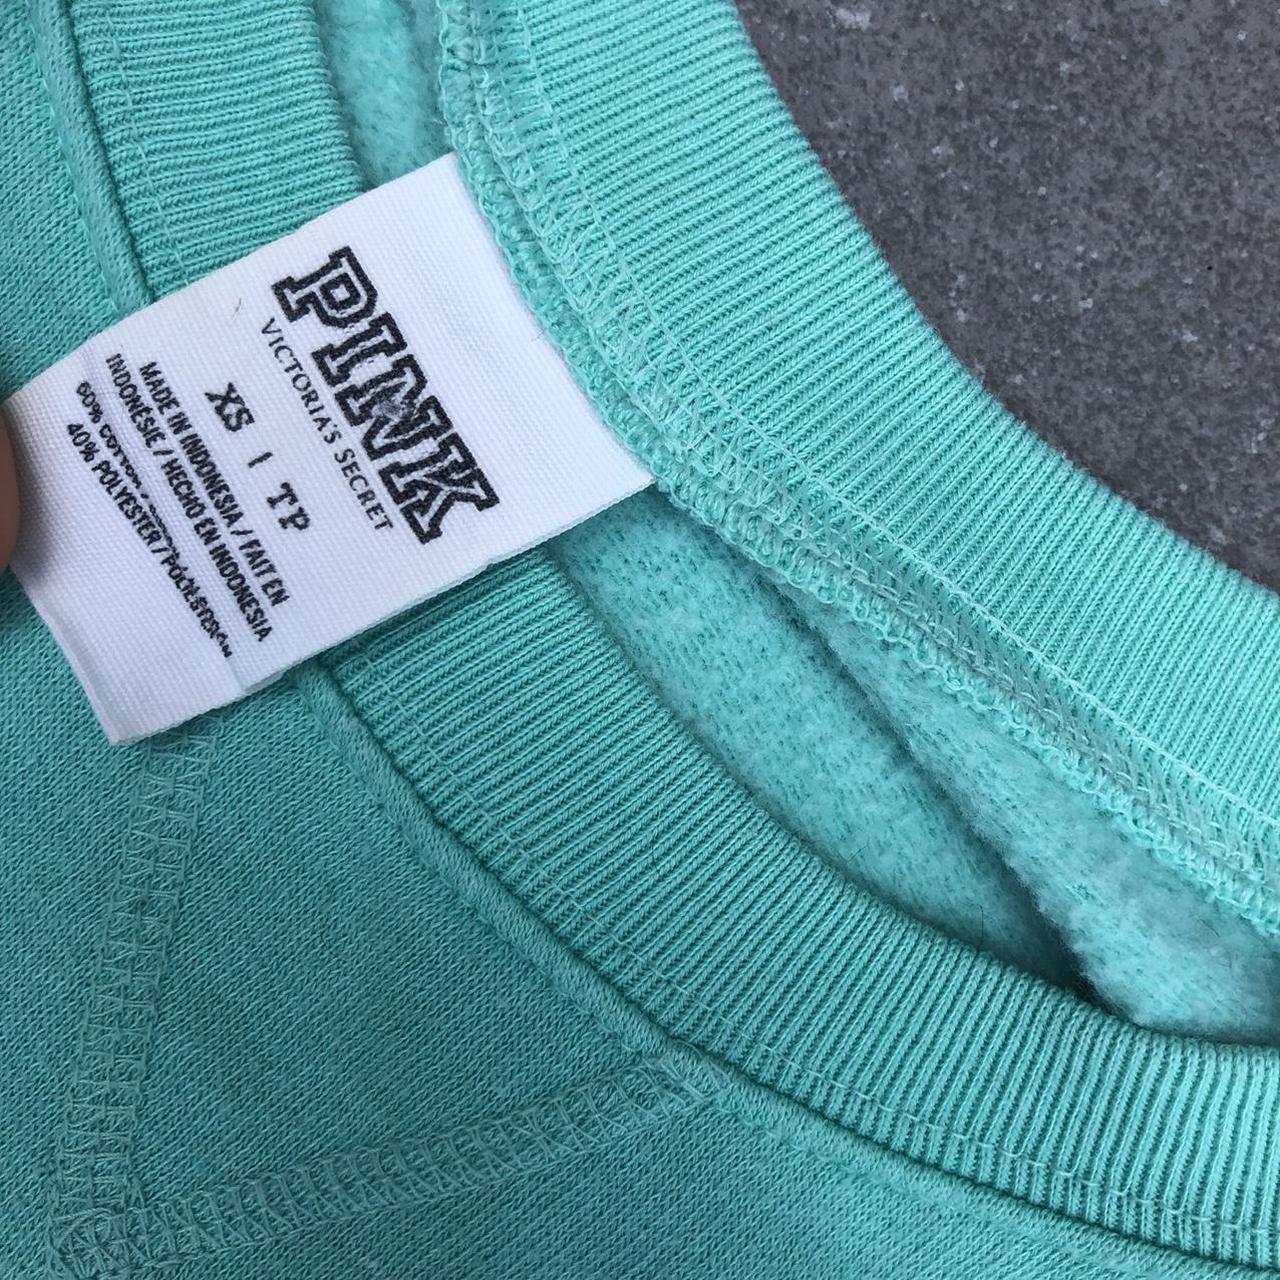 PINK
VICTORIA'S SECRET
XS | TP
MADE IN INDONESIA / FAIT EN
INDONÉSIE / HECHO EN INDONESIA
60% COTTON /
40% POLYESTER /